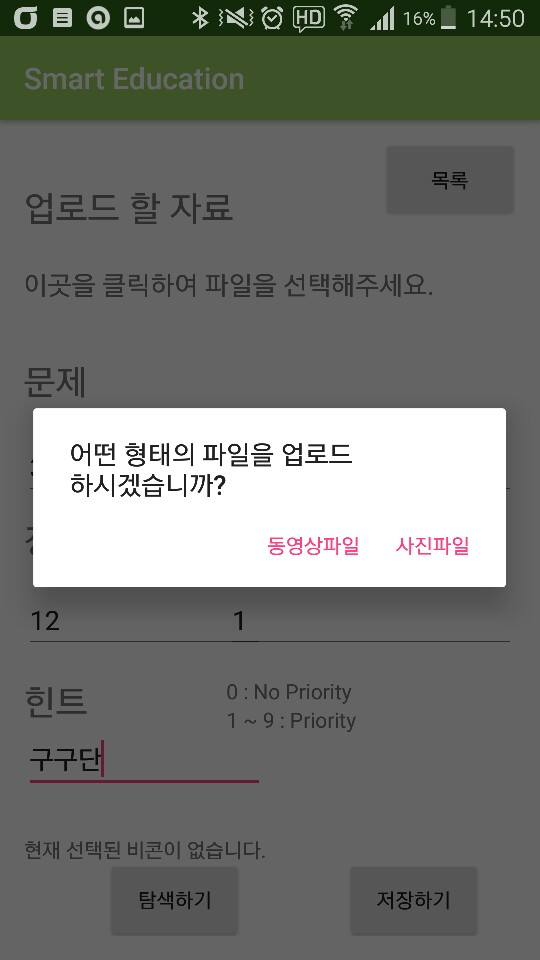 HD 16% 14:50
Smart Education
목록
업로드 할 자료
이곳을 클릭하여 파일을 선택해주세요.
문제
어떤 형태의 파일을 업로드
하시겠습니까?
동영상파일 사진파일
12 1
힌트
0 : No Priority
1 ~ 9 : Priority
구구단
현재 선택된 비콘이 없습니다.
탐색하기 저장하기